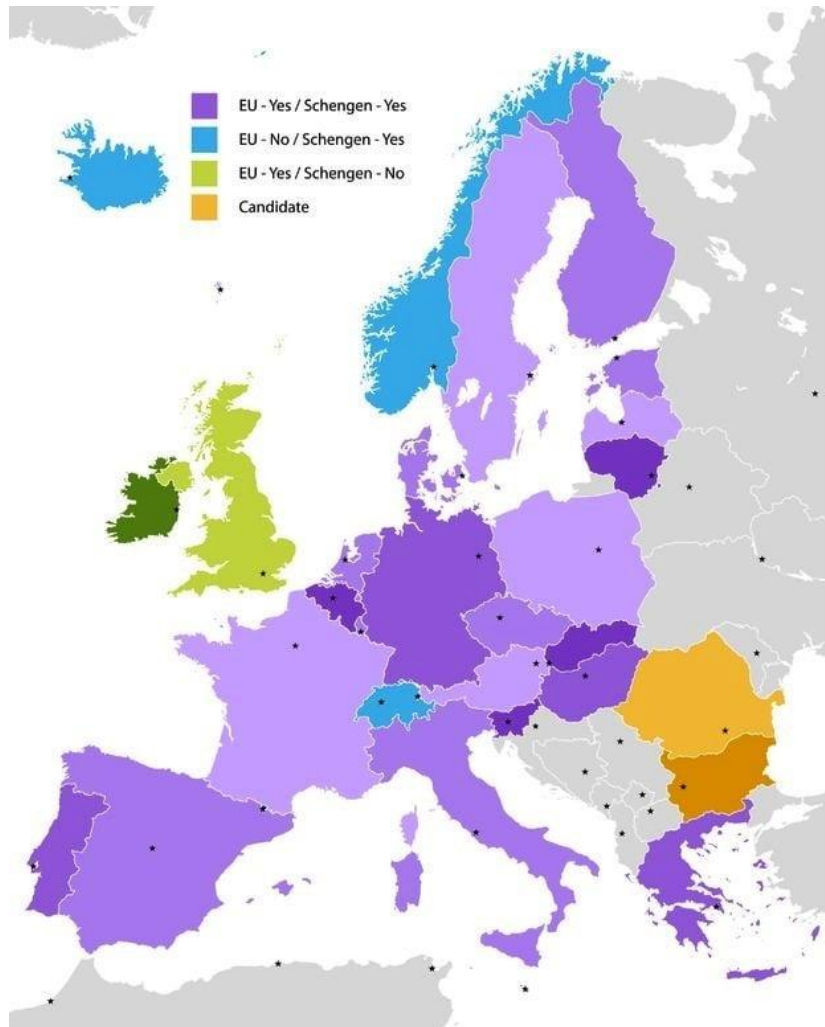 EU - Yes / Schengen - Yes
EU - No / Schengen - Yes
EU - Yes / Schengen - No
Candidate